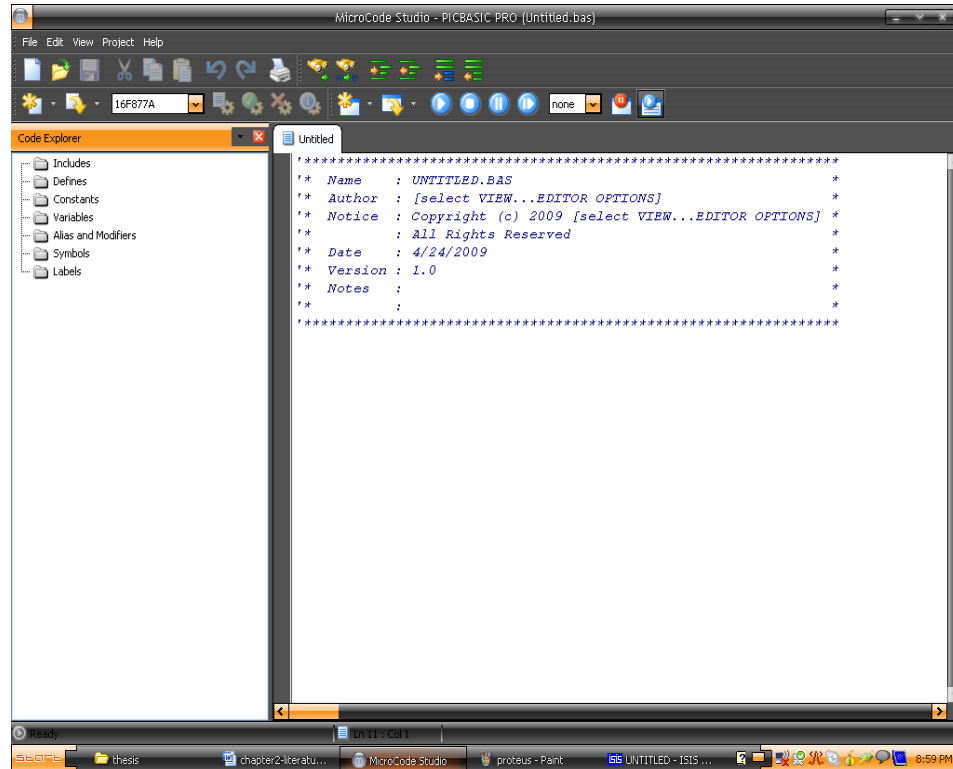 MicroCode Studio - PICBASIC PRO (Untitled.bas)
File Edit View Project Help
16F877A none
Code Explorer
Untitled
Includes
Defines
Constants
Variables
Alias and Modifiers
Symbols
Labels
'****************************************************************
'* Name : UNTITLED.BAS *
'* Author : [select VIEW...EDITOR OPTIONS] *
'* Notice : Copyright (c) 2009 [select VIEW...EDITOR OPTIONS] *
'* : All Rights Reserved *
'* Date : 4/24/2009 *
'* Version : 1.0 *
'* Notes : *
'* : *
'****************************************************************
Ready Ln 11 : Col 1
thesis chapter2-literatu... MicroCode Studio proteus - Paint UNTITLED - ISIS ... 8:59 PM